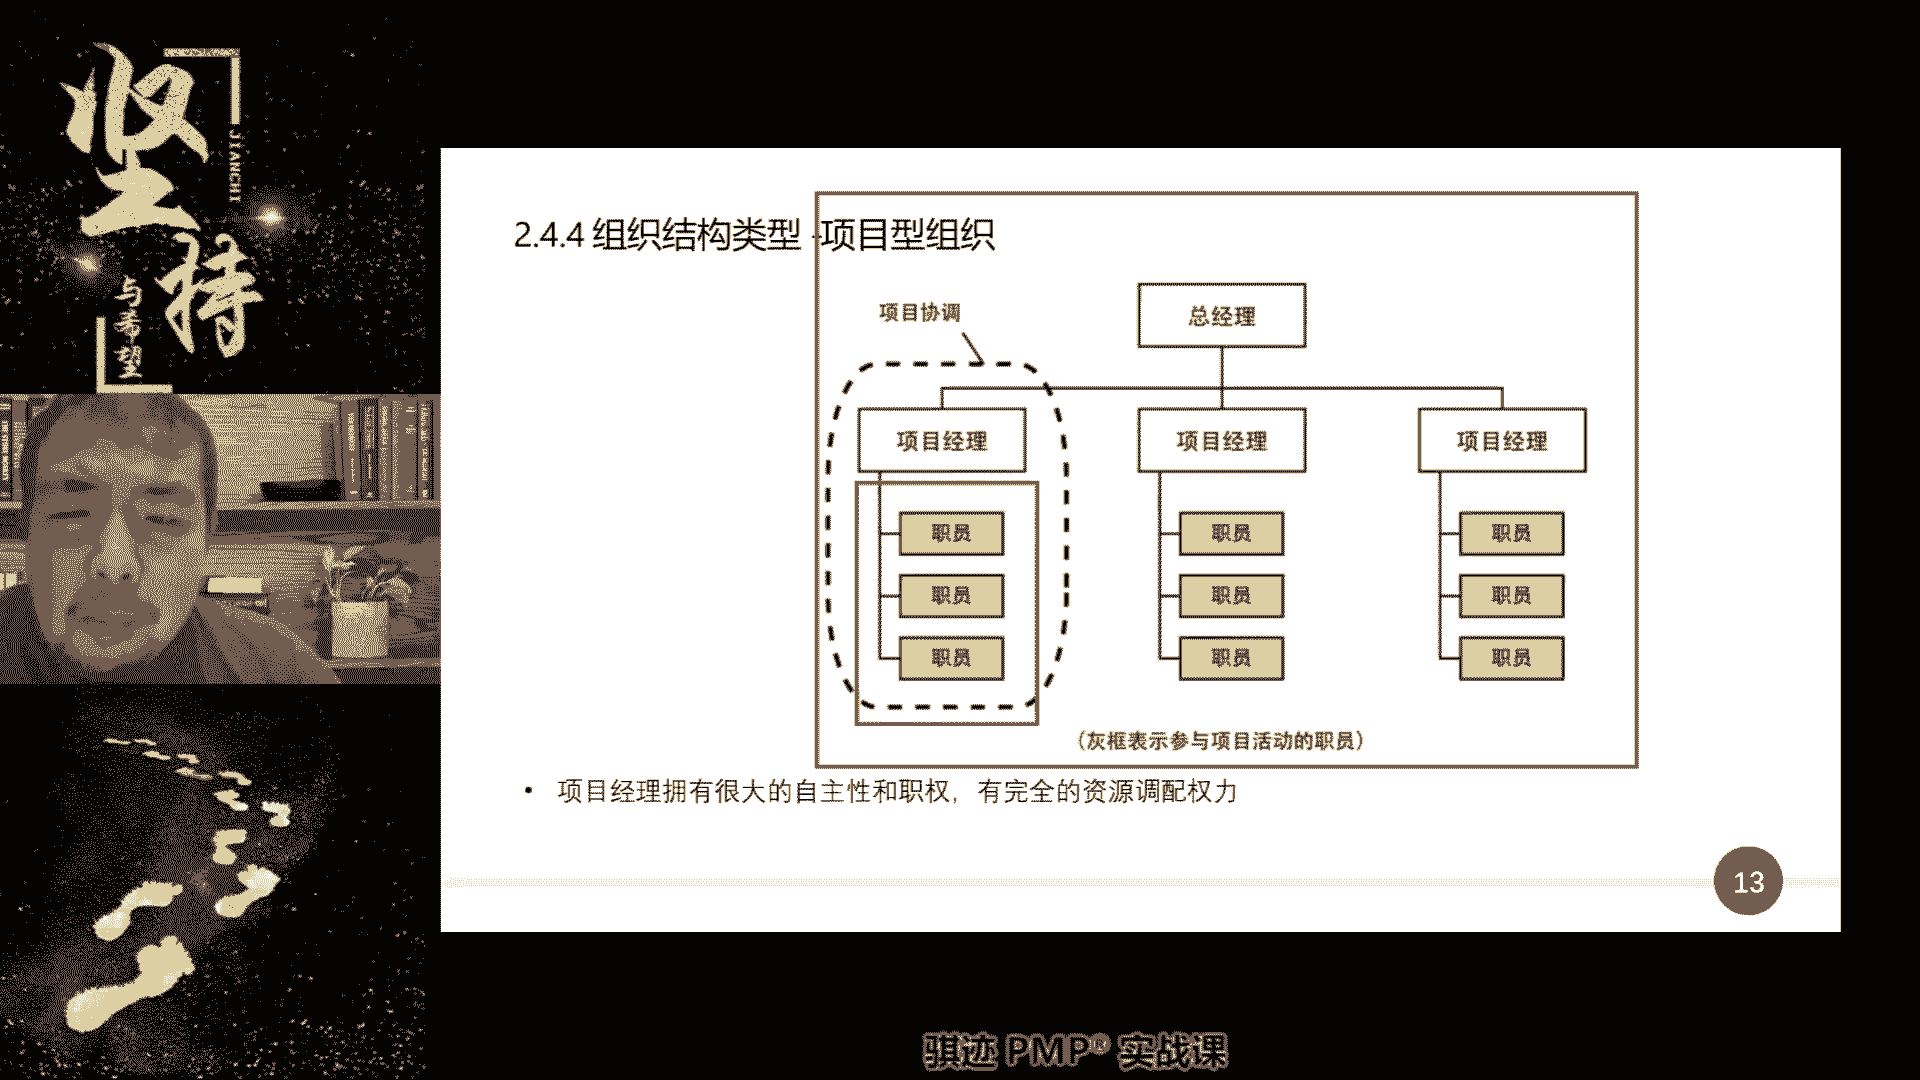 坚持
JIANCHI
与希望
2.4.4 组织结构类型 -项目型组织
项目协调
总经理
项目经理 项目经理 项目经理
职员 职员 职员
职员 职员 职员
职员 职员 职员
（灰框表示参与项目活动的职员）
• 项目经理拥有很大的自主性和职权，有完全的资源调配权力
13
骐迹 PMP® 实战课